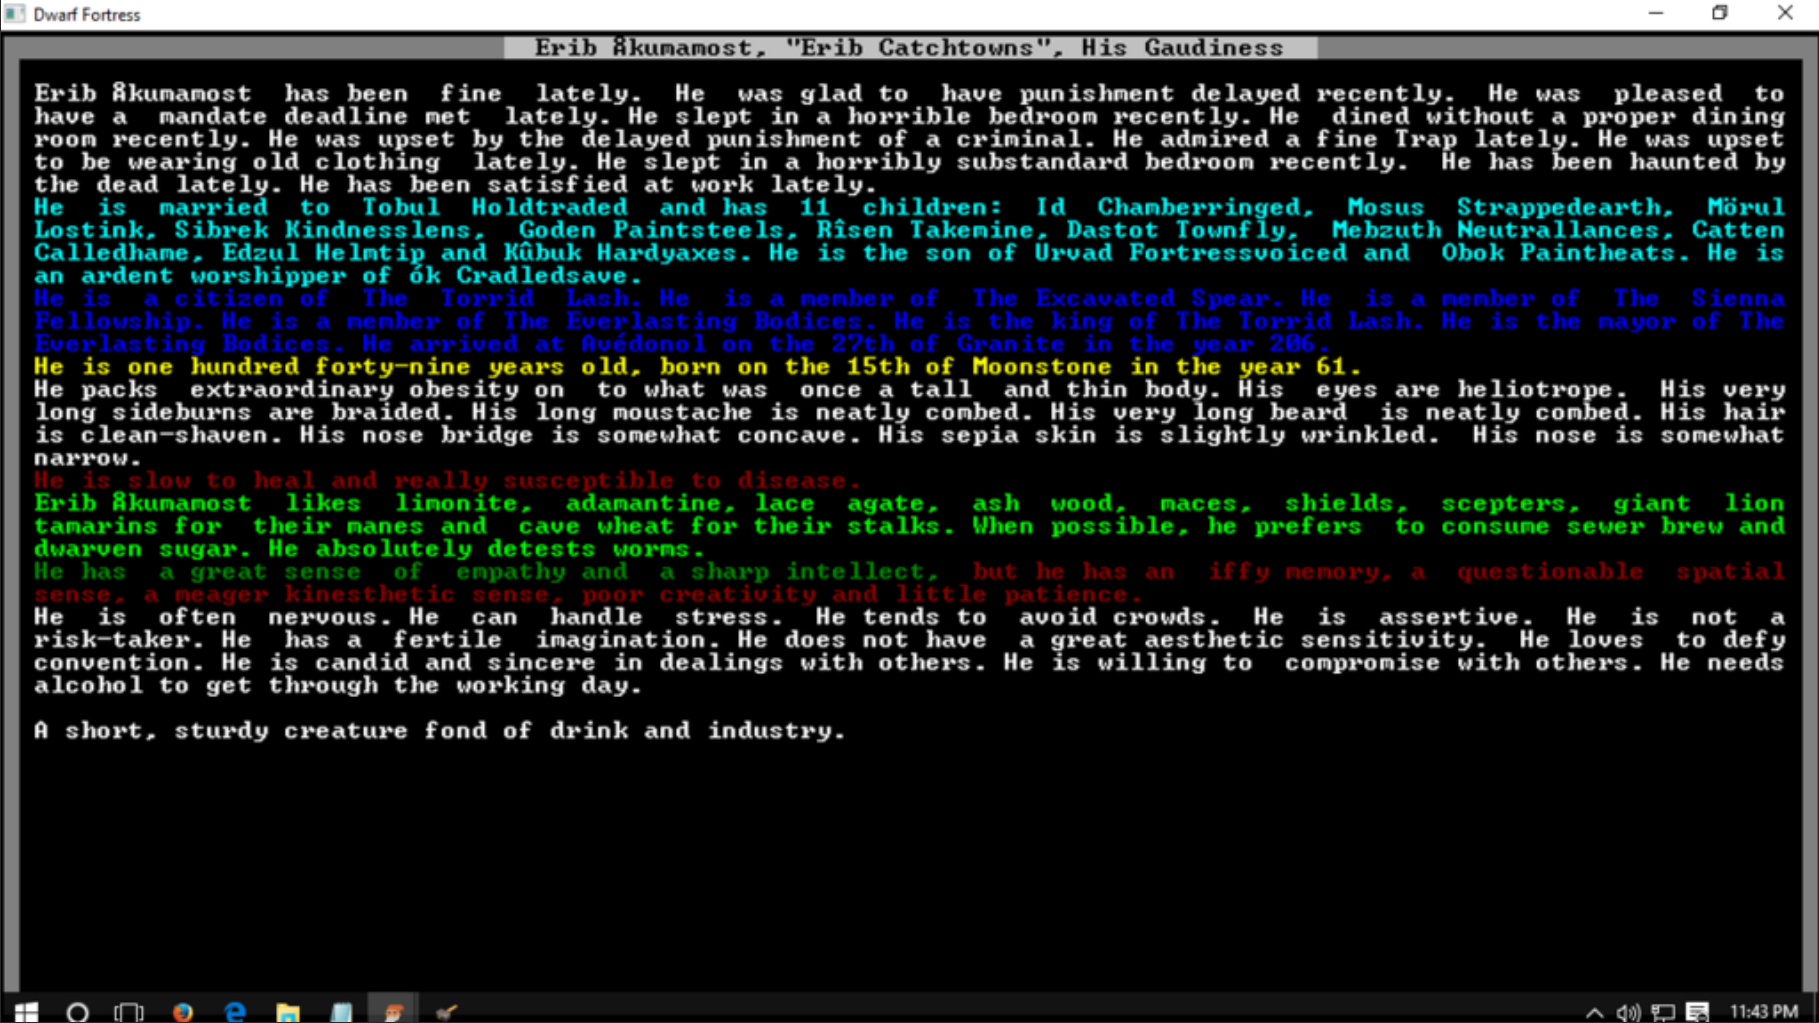 Dwarf Fortress
Erib Åkumamost, "Erib Catchtowns", His Gaudiness
Erib Åkumamost has been fine lately. He was glad to have punishment delayed recently. He was pleased to
have a mandate deadline met lately. He slept in a horrible bedroom recently. He dined without a proper dining
room recently. He was upset by the delayed punishment of a criminal. He admired a fine Trap lately. He was upset
to be wearing old clothing lately. He slept in a horribly substandard bedroom recently. He has been haunted by
the dead lately. He has been satisfied at work lately.
He is married to Tobul Holdtraded and has 11 children: Id Chamberringed, Mosus Strappedearth, Mörul
Lostink, Sibrek Kindnesslens, Goden Paintsteels, Rîsen Takemine, Dastot Townfly, Mebzuth Neutrallances, Catten
Calledhame, Edzul Helmtip and Kûbuk Hardyaxes. He is the son of Urvad Fortressvoiced and Obok Paintheats. He is
an ardent worshipper of ók Cradledsave.
He is a citizen of The Torrid Lash. He is a member of The Excavated Spear. He is a member of The Sienna
Fellowship. He is a member of The Everlasting Bodices. He is the king of The Torrid Lash. He is the mayor of The
Everlasting Bodices. He arrived at Avédonol on the 27th of Granite in the year 206.
He is one hundred forty-nine years old, born on the 15th of Moonstone in the year 61.
He packs extraordinary obesity on to what was once a tall and thin body. His eyes are heliotrope. His very
long sideburns are braided. His long moustache is neatly combed. His very long beard is neatly combed. His hair
is clean-shaven. His nose bridge is somewhat concave. His sepia skin is slightly wrinkled. His nose is somewhat
narrow.
He is slow to heal and really susceptible to disease.
Erib Åkumamost likes limonite, adamantine, lace agate, ash wood, maces, shields, scepters, giant lion
tamarins for their manes and cave wheat for their stalks. When possible, he prefers to consume sewer brew and
dwarven sugar. He absolutely detests worms.
He has a great sense of empathy and a sharp intellect, but he has an iffy memory, a questionable spatial
sense, a meager kinesthetic sense, poor creativity and little patience.
He is often nervous. He can handle stress. He tends to avoid crowds. He is assertive. He is not a
risk-taker. He has a fertile imagination. He does not have a great aesthetic sensitivity. He loves to defy
convention. He is candid and sincere in dealings with others. He is willing to compromise with others. He needs
alcohol to get through the working day.
A short, sturdy creature fond of drink and industry.
11:43 PM